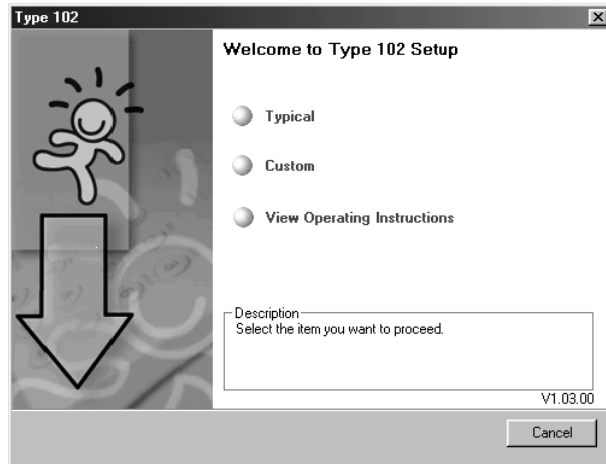 Type 102
Welcome to Type 102 Setup
Typical
Custom
View Operating Instructions
Description
Select the item you want to proceed.
V1.03.00
Cancel